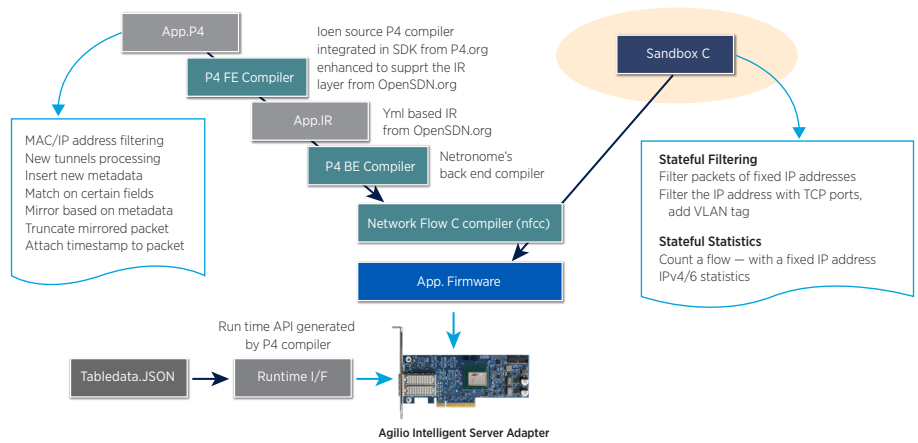 App.P4
Ioen source P4 compiler
integrated in SDK from P4.org
enhanced to supprt the IR
layer from OpenSDN.org
P4 FE Compiler
App.IR
Yml based IR
from OpenSDN.org
P4 BE Compiler
Netronome's
back end compiler
Network Flow C compiler (nfcc)
App. Firmware
Sandbox C
MAC/IP address filtering
New tunnels processing
Insert new metadata
Match on certain fields
Mirror based on metadata
Truncate mirrored packet
Attach timestamp to packet
Stateful Filtering
Filter packets of fixed IP addresses
Filter the IP address with TCP ports,
add VLAN tag
Stateful Statistics
Count a flow — with a fixed IP address
IPv4/6 statistics
Run time API generated
by P4 compiler
Tabledata.JSON
Runtime I/F
Agilio Intelligent Server Adapter